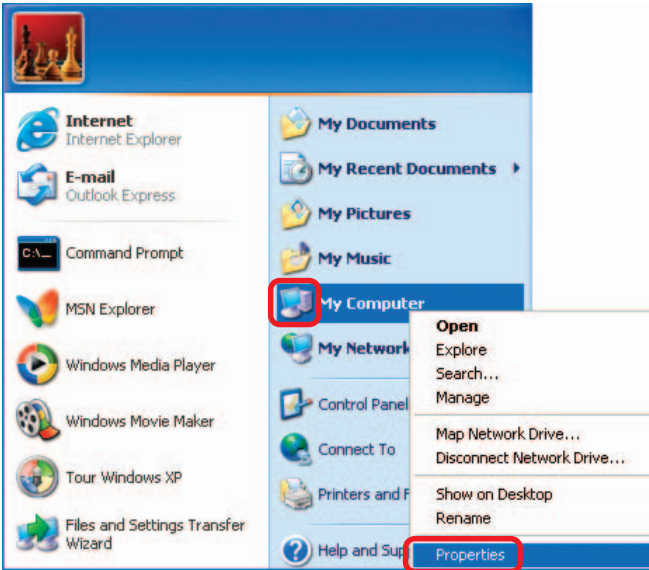 Internet
Internet Explorer
E-mail
Outlook Express
C:\_
Command Prompt
MSN Explorer
Windows Media Player
Windows Movie Maker
Tour Windows XP
Files and Settings Transfer
Wizard
My Documents
My Recent Documents
My Pictures
My Music
My Computer
My Network
Control Panel
Connect To
Printers and F
Help and Sup
Open
Explore
Search...
Manage
Map Network Drive...
Disconnect Network Drive...
Show on Desktop
Rename
Properties